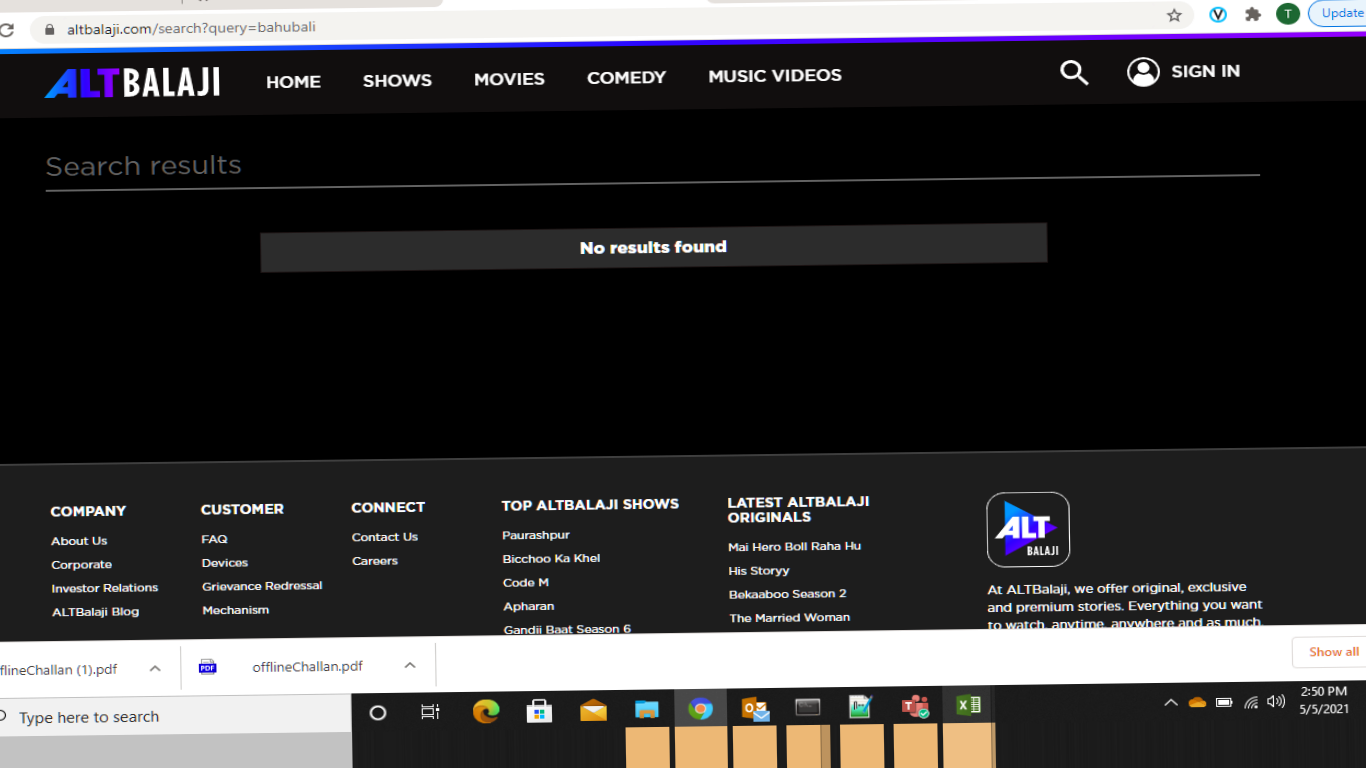 altbalaji.com/search?query=bahubali
T
Update
ALTBALAJI
HOME
SHOWS
MOVIES
COMEDY
MUSIC VIDEOS
SIGN IN
Search results
No results found
COMPANY
About Us
Corporate
Investor Relations
ALTBalaji Blog
CUSTOMER
FAQ
Devices
Grievance Redressal
Mechanism
CONNECT
Contact Us
Careers
TOP ALTBALAJI SHOWS
Paurashpur
Bicchoo Ka Khel
Code M
Apharan
Gandii Baat Season 6
LATEST ALTBALAJI
ORIGINALS
Mai Hero Boll Raha Hu
His Storyy
Bekaaboo Season 2
The Married Woman
ALT
BALAJI
At ALTBalaji, we offer original, exclusive
and premium stories. Everything you want
to watch, anytime, anywhere and as much
fflineChallan (1).pdf
PDF
offlineChallan.pdf
Show all
Type here to search
2:50 PM
5/5/2021